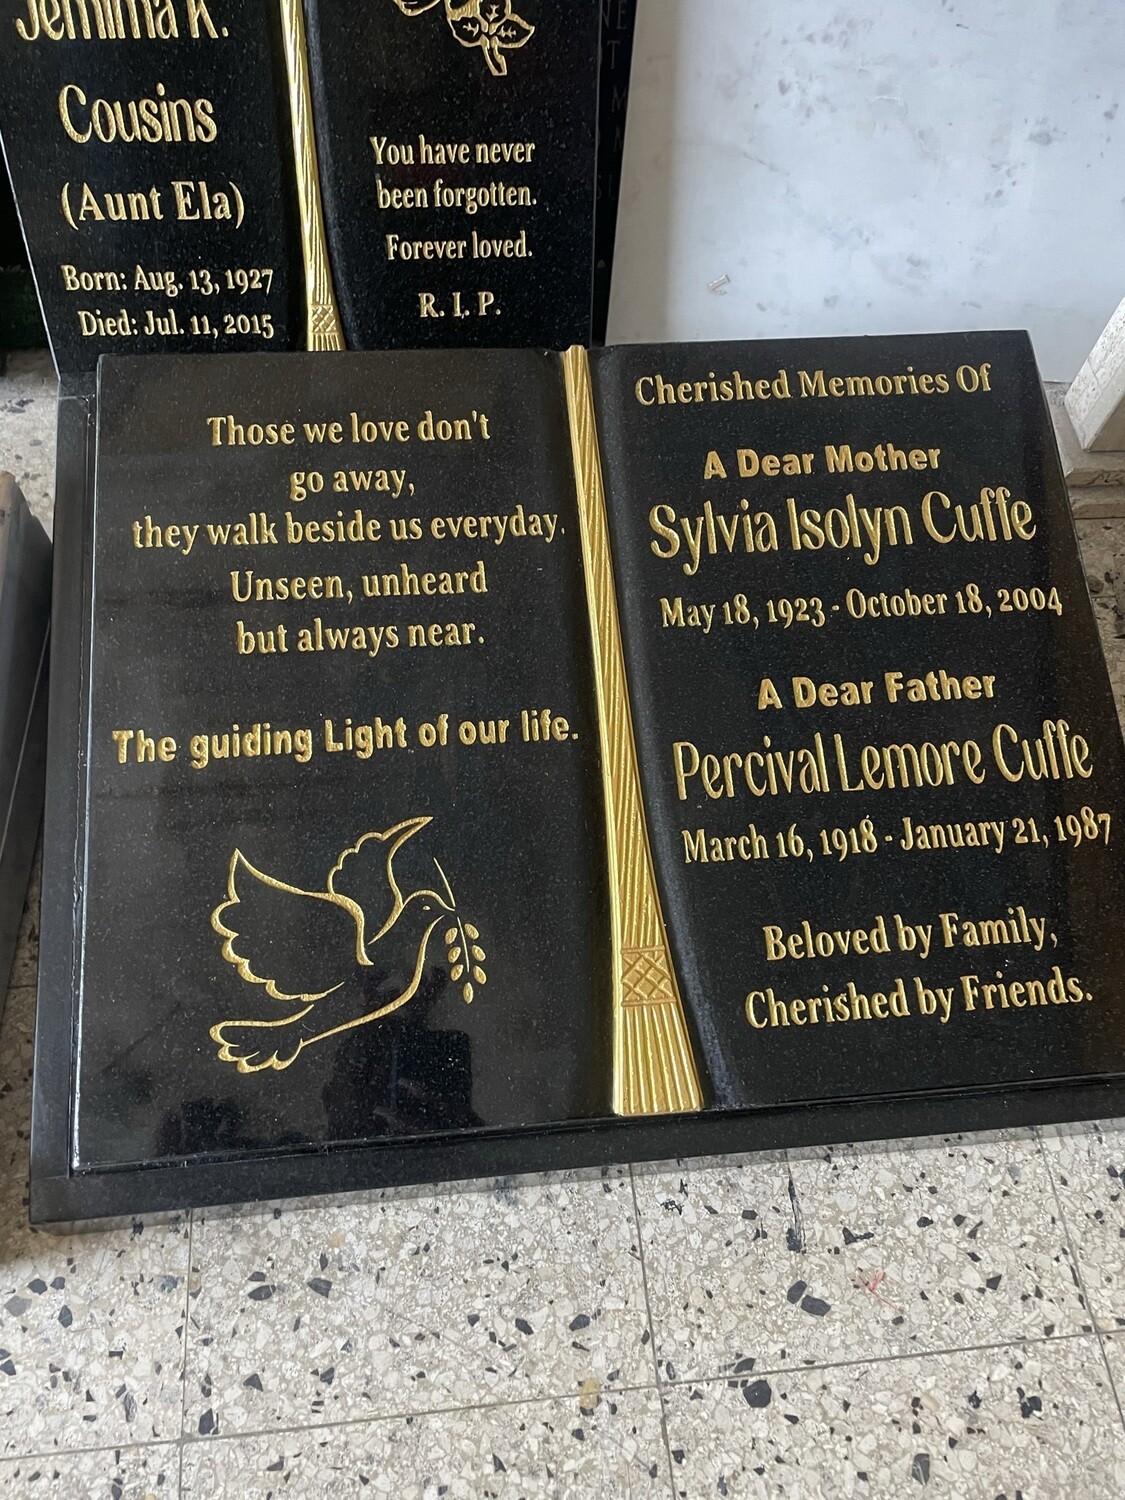 Jemima K.
Cousins
(Aunt Ela)
Born: Aug. 13, 1927
Died: Jul. 11, 2015
You have never
been forgotten.
Forever loved.
R. I. P.
Those we love don't
go away,
they walk beside us everyday.
Unseen, unheard
but always near.
The guiding Light of our life.
Cherished Memories Of
A Dear Mother
Sylvia Isolyn Cuffe
May 18, 1923 - October 18, 2004
A Dear Father
Percival Lemore Cuffe
March 16, 1918 - January 21, 1987
Beloved by Family,
Cherished by Friends.